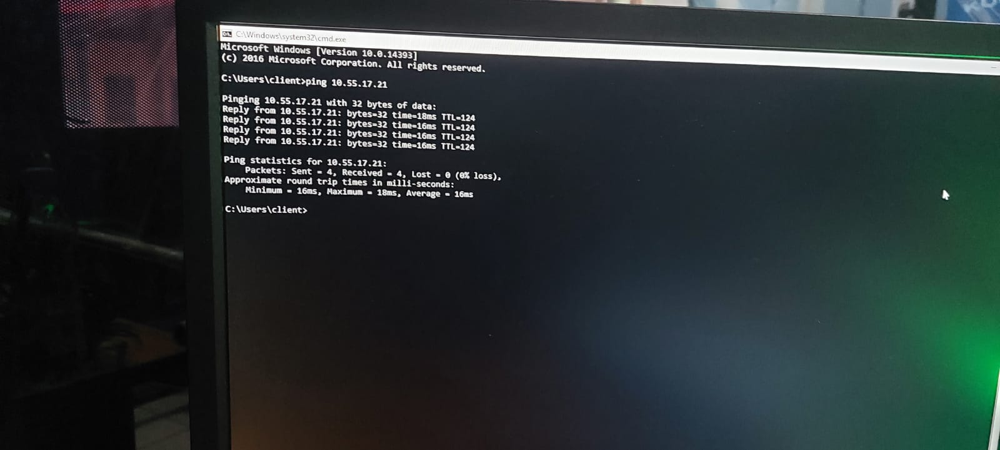 C:\Windows\system32\cmd.exe
Microsoft Windows [Version 10.0.14393]
(c) 2016 Microsoft Corporation. All rights reserved.
C:\Users\client>ping 10.55.17.21
Pinging 10.55.17.21 with 32 bytes of data:
Reply from 10.55.17.21: bytes=32 time=18ms TTL=124
Reply from 10.55.17.21: bytes=32 time=16ms TTL=124
Reply from 10.55.17.21: bytes=32 time=16ms TTL=124
Reply from 10.55.17.21: bytes=32 time=16ms TTL=124
Ping statistics for 10.55.17.21:
Packets: Sent = 4, Received = 4, Lost = 0 (0% loss),
Approximate round trip times in milli-seconds:
Minimum = 16ms, Maximum = 18ms, Average = 16ms
C:\Users\client>